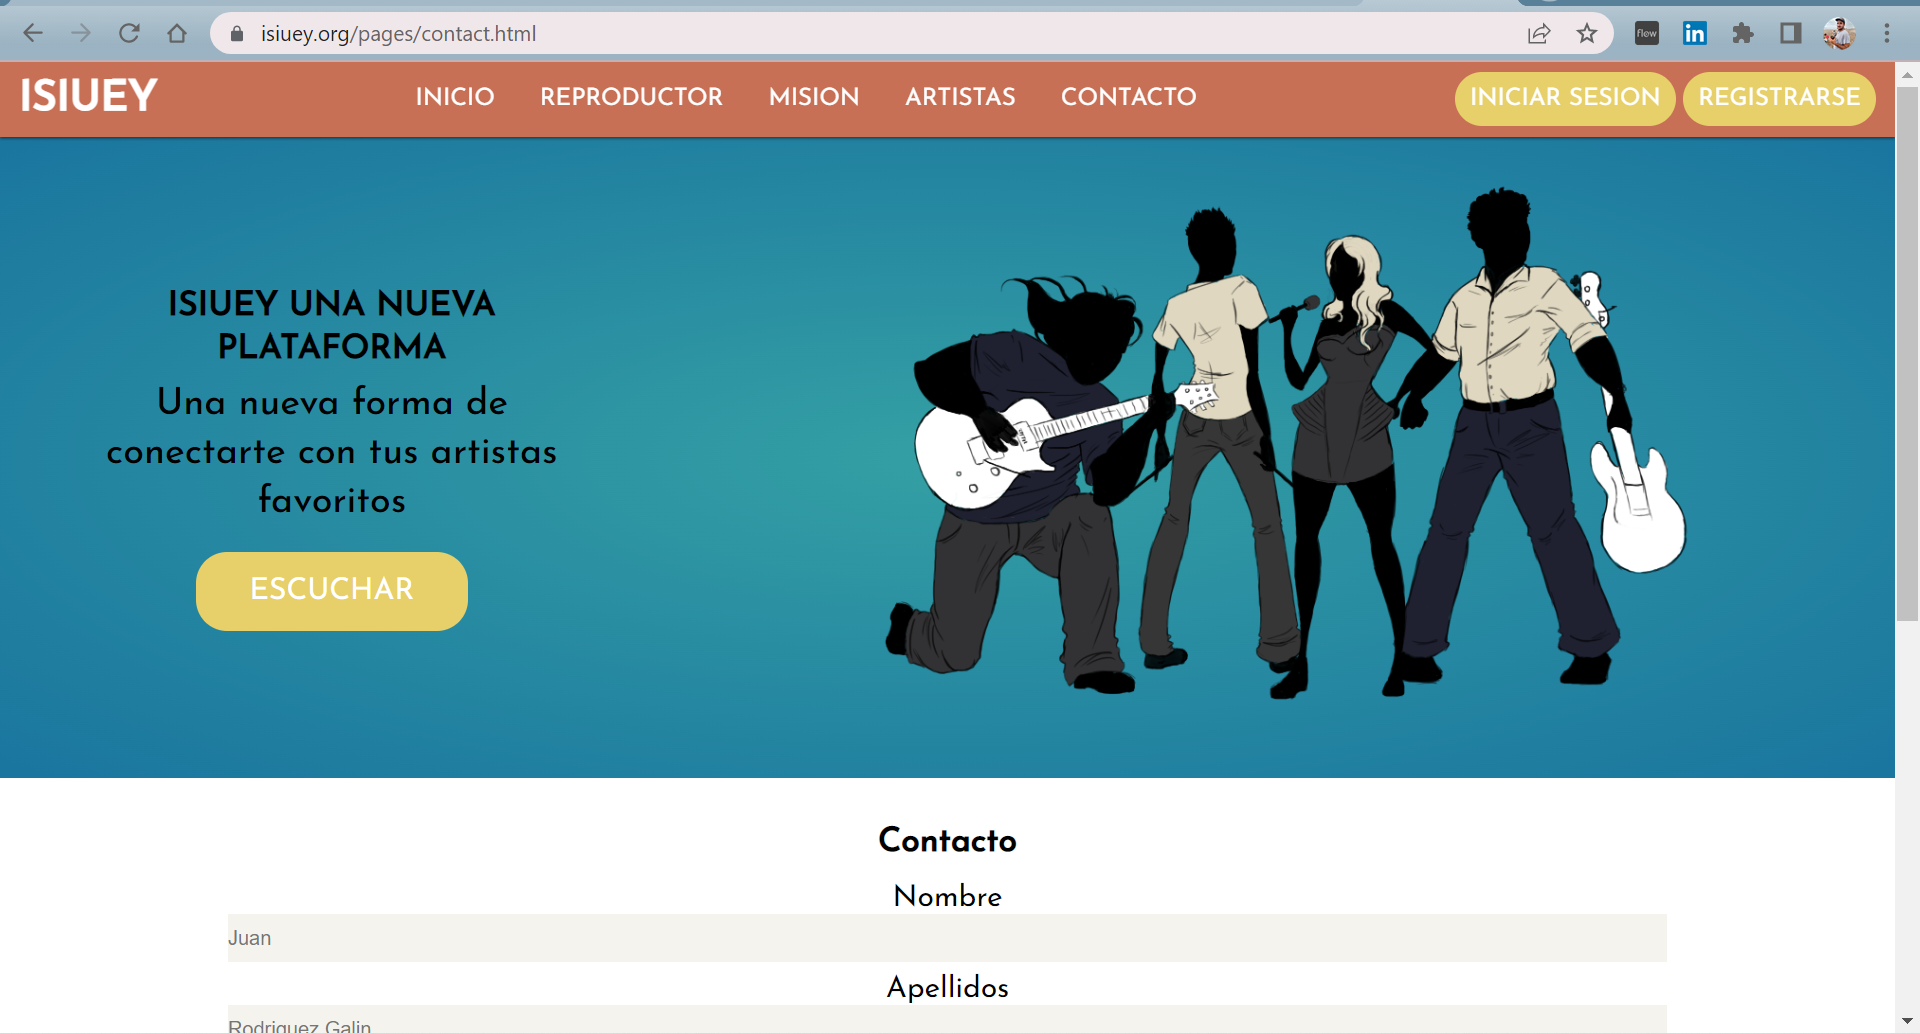 isiuey.org/pages/contact.html
flow
in
ISIUEY
INICIO
REPRODUCTOR
MISION
ARTISTAS
CONTACTO
INICIAR SESION
REGISTRARSE
ISIUEY UNA NUEVA
PLATAFORMA
Una nueva forma de
conectarte con tus artistas
favoritos
ESCUCHAR
Contacto
Nombre
Juan
Apellidos
Rodriguez Galin